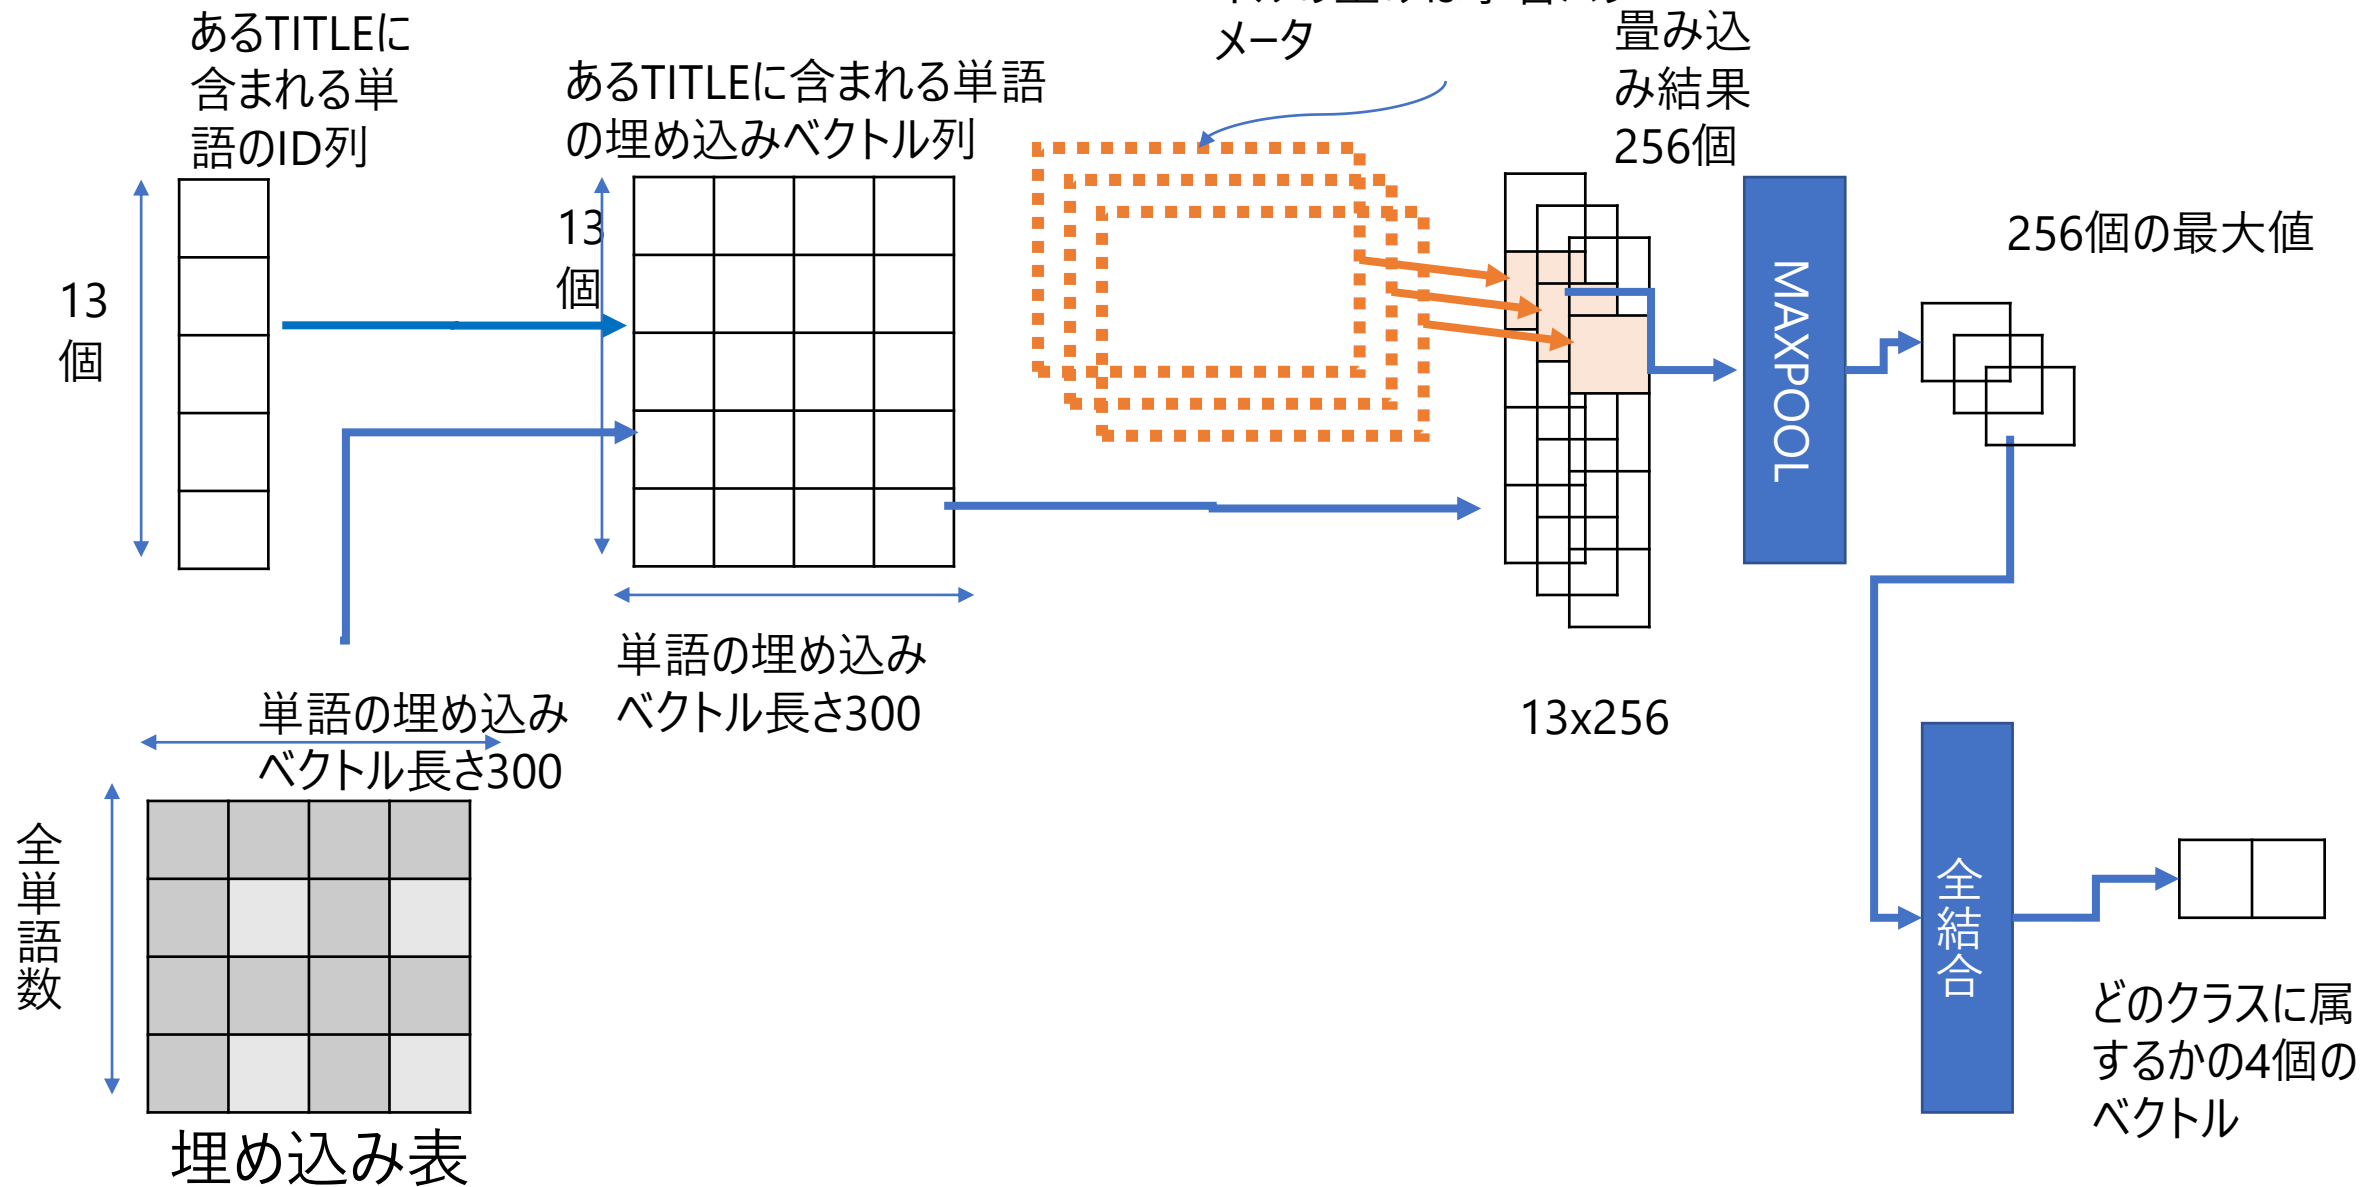 メータ
あるTITLEに
含まれる単
語のID列
あるTITLEに含まれる単語
の埋め込みベクトル列
畳み込
み結果
256個
13
個
13
個
MAXPOOL
256個の最大値
単語の埋め込み
ベクトル長さ300
13x256
単語の埋め込み
ベクトル長さ300
全単語数
埋め込み表
全結合
どのクラスに属
するかの4個の
ベクトル